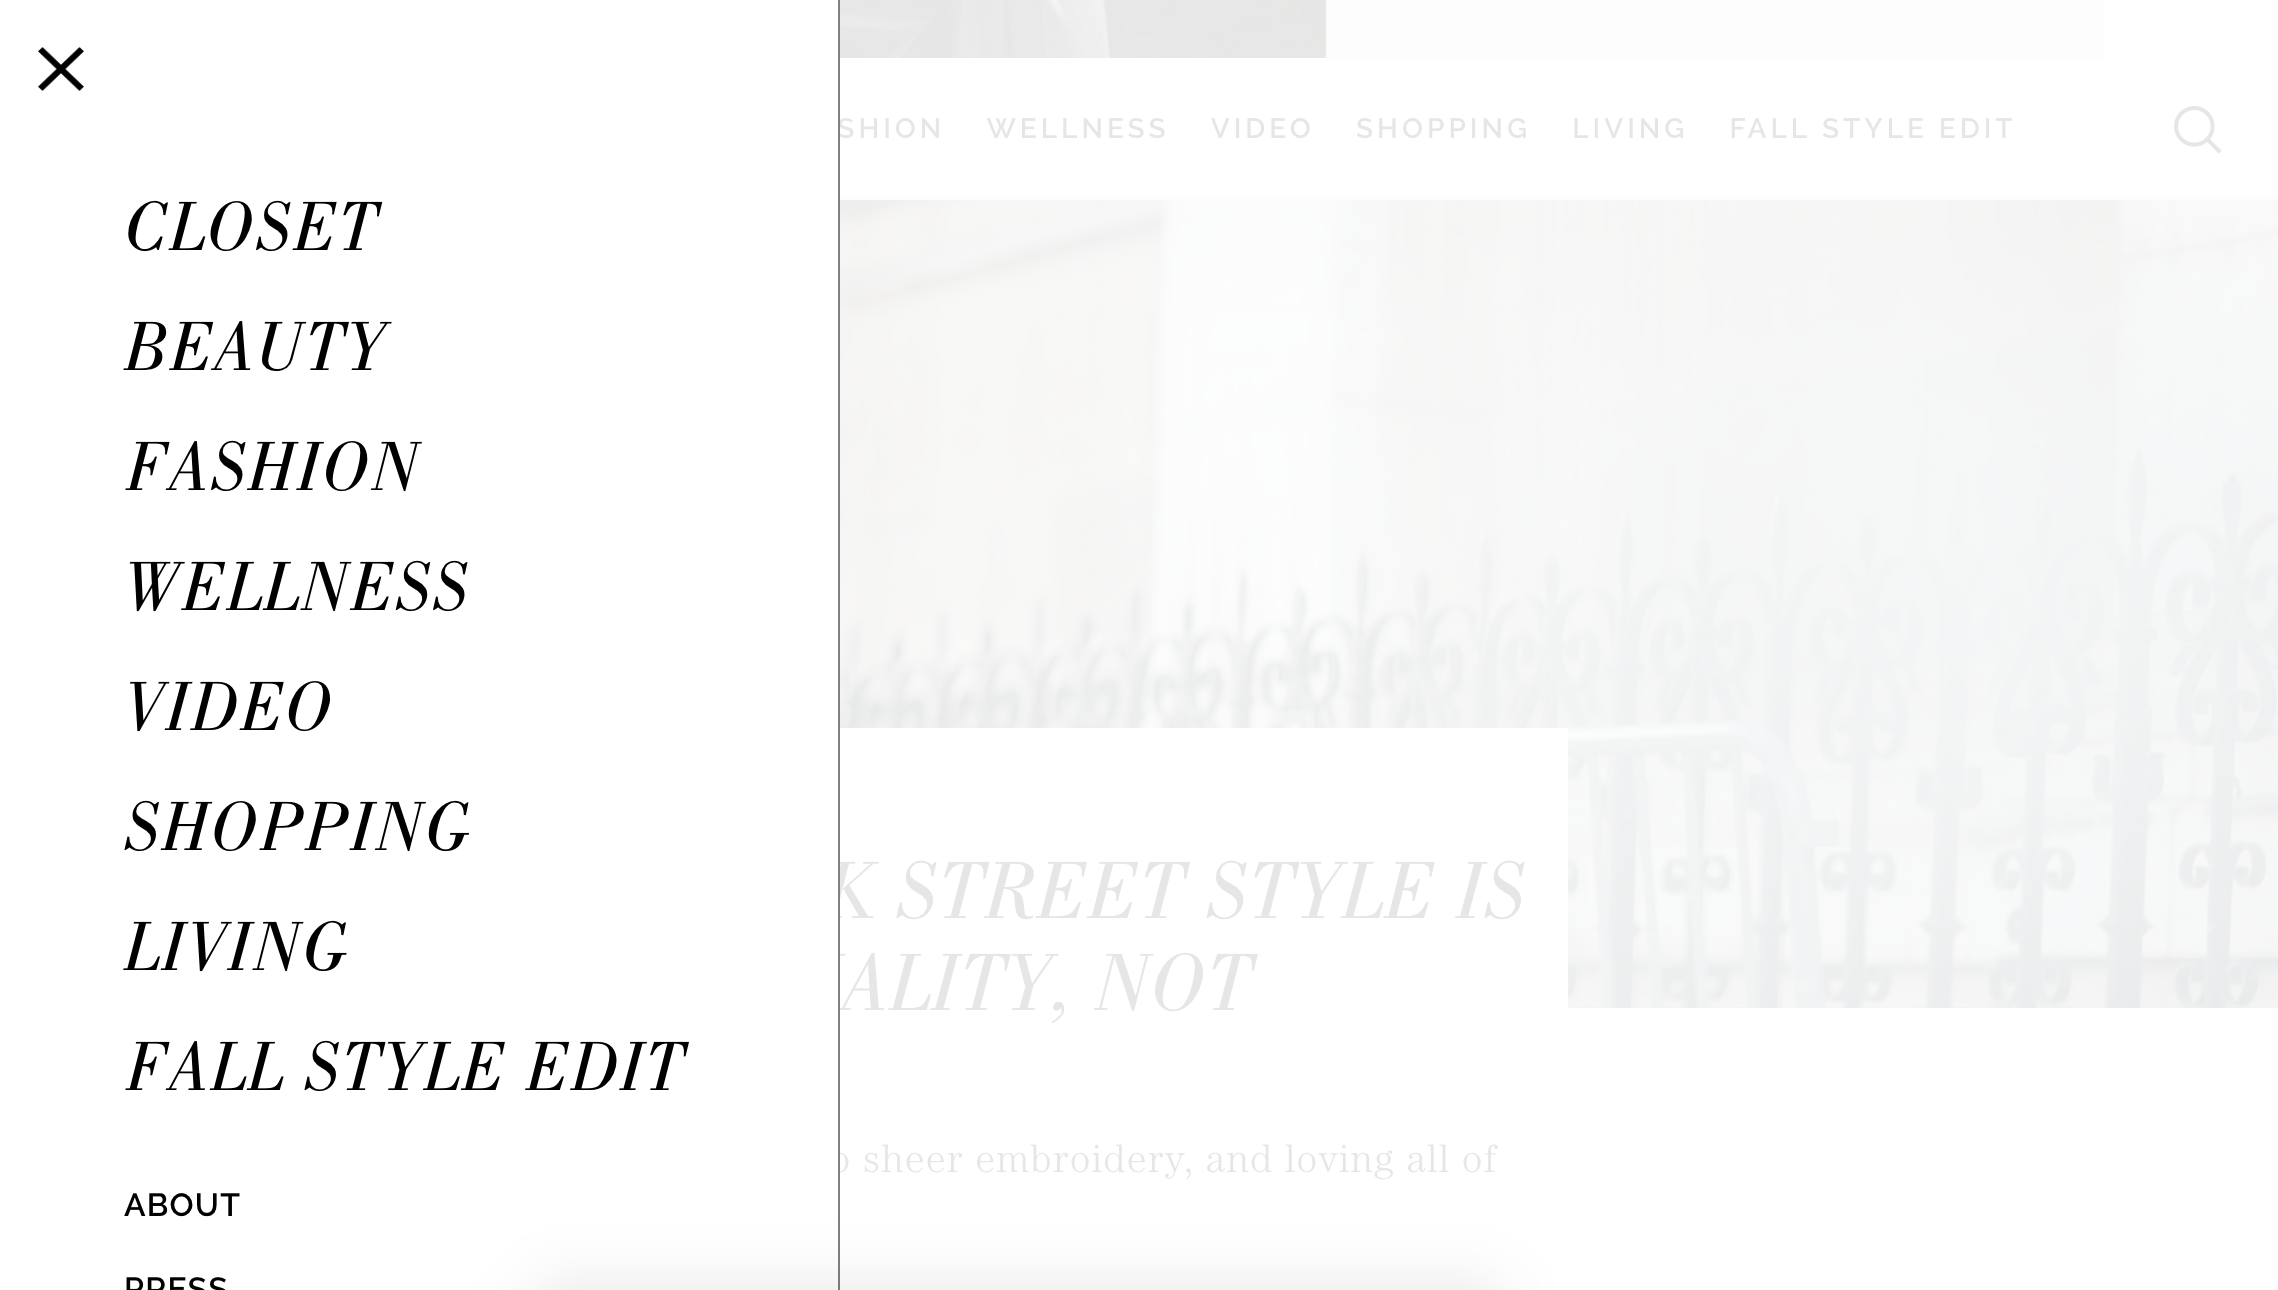 CLOSET
BEAUTY
FASHION
WELLNESS
VIDEO
SHOPPING
LIVING
FALL STYLE EDIT
ABOUT
PRESS
SHION WELLNESS VIDEO SHOPPING LIVING FALL STYLE EDIT
K STREET STYLE IS
ALITY, NOT
sheer embroidery, and loving all of